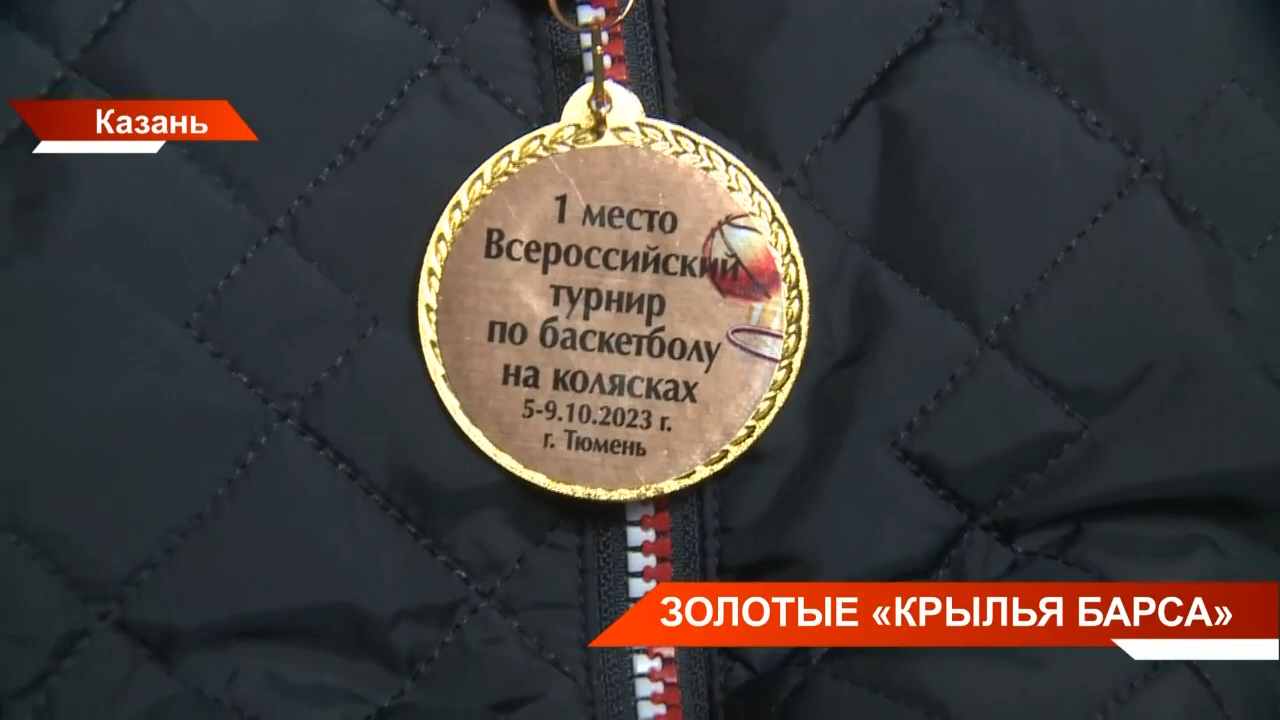 Казань
1 место
Всероссийский
турнир
по баскетболу
на колясках
5-9.10.2023 г.
г. Тюмень
ЗОЛОТЫЕ «КРЫЛЬЯ БАРСА»